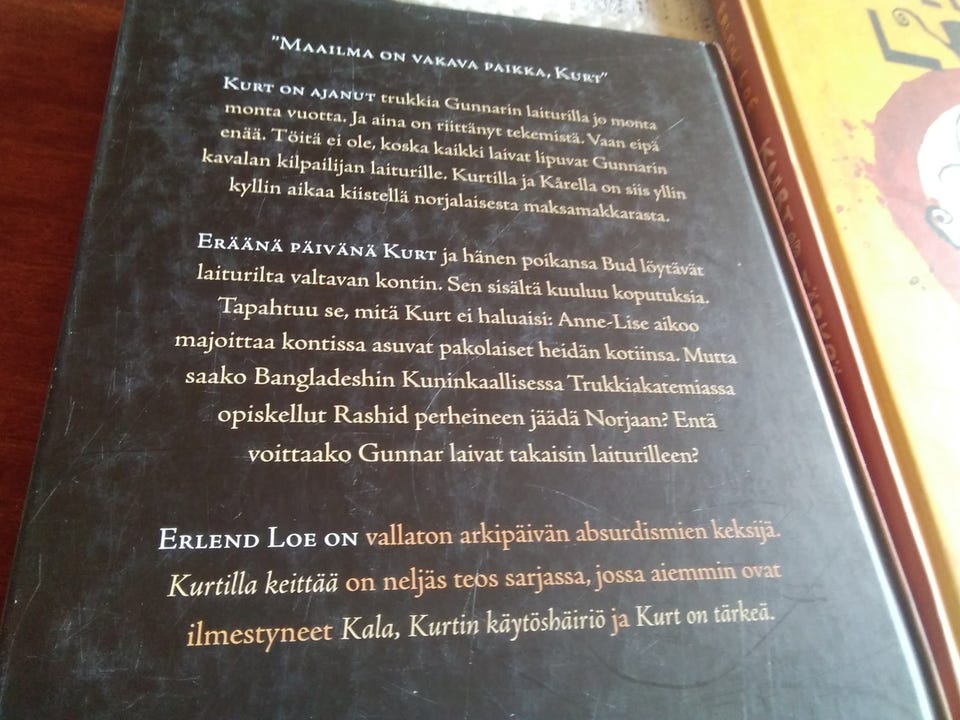 "Maailma on vakava paikka, Kurt"
Kurt on ajanut trukkia Gunnarin laiturilla jo monta
monta vuotta. Ja aina on riittänyt tekemistä. Vaan eipä
enää. Töitä ei ole, koska kaikki laivat lipuvat Gunnarin
kavalan kilpailijan laiturille. Kurtilla ja Kårella on siis yllin
kyllin aikaa kiistellä norjalaisesta maksamakkarasta.
Eräänä päivänä Kurt ja hänen poikansa Bud löytävät
laiturilta valtavan kontin. Sen sisältä kuuluu koputuksia.
Tapahtuu se, mitä Kurt ei haluaisi: Anne-Lise aikoo
majoittaa kontissa asuvat pakolaiset heidän kotiinsa. Mutta
saako Bangladeshin Kuninkaallisessa Trukkiakatemiassa
opiskellut Rashid perheineen jäädä Norjaan? Entä
voittaako Gunnar laivat takaisin laiturilleen?
Erlend Loe on vallaton arkipäivän absurdismien keksijä.
Kurtilla keittää on neljäs teos sarjassa, jossa aiemmin ovat
ilmestyneet Kala, Kurtin käytöshäiriö ja Kurt on tärkeä.